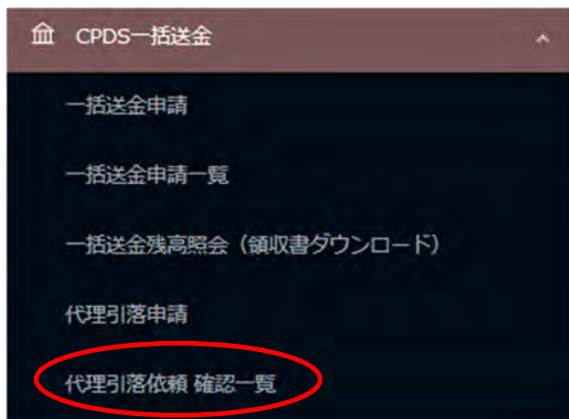 CPDS一括送金
一括送金申請
一括送金申請一覧
一括送金残高照会（領収書ダウンロード）
代理引落申請
代理引落依頼 確認一覧